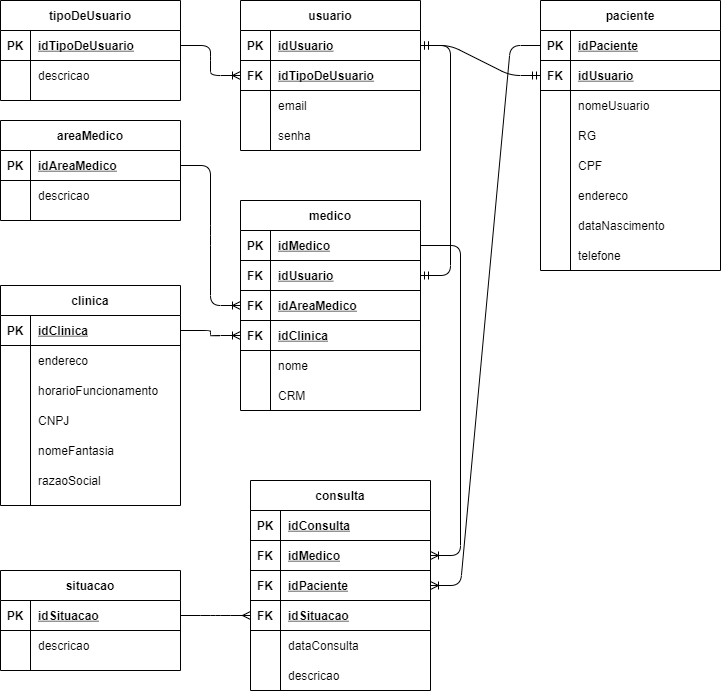 tipoDeUsuario
PK idTipoDeUsuario
descricao
usuario
PK idUsuario
FK idTipoDeUsuario
email
senha
paciente
PK idPaciente
FK idUsuario
nomeUsuario
RG
CPF
endereco
dataNascimento
telefone
areaMedico
PK idAreaMedico
descricao
medico
PK idMedico
FK idUsuario
FK idAreaMedico
FK idClinica
nome
CRM
clinica
PK idClinica
endereco
horarioFuncionamento
CNPJ
nomeFantasia
razaoSocial
consulta
PK idConsulta
FK idMedico
FK idPaciente
FK idSituacao
dataConsulta
descricao
situacao
PK idSituacao
descricao